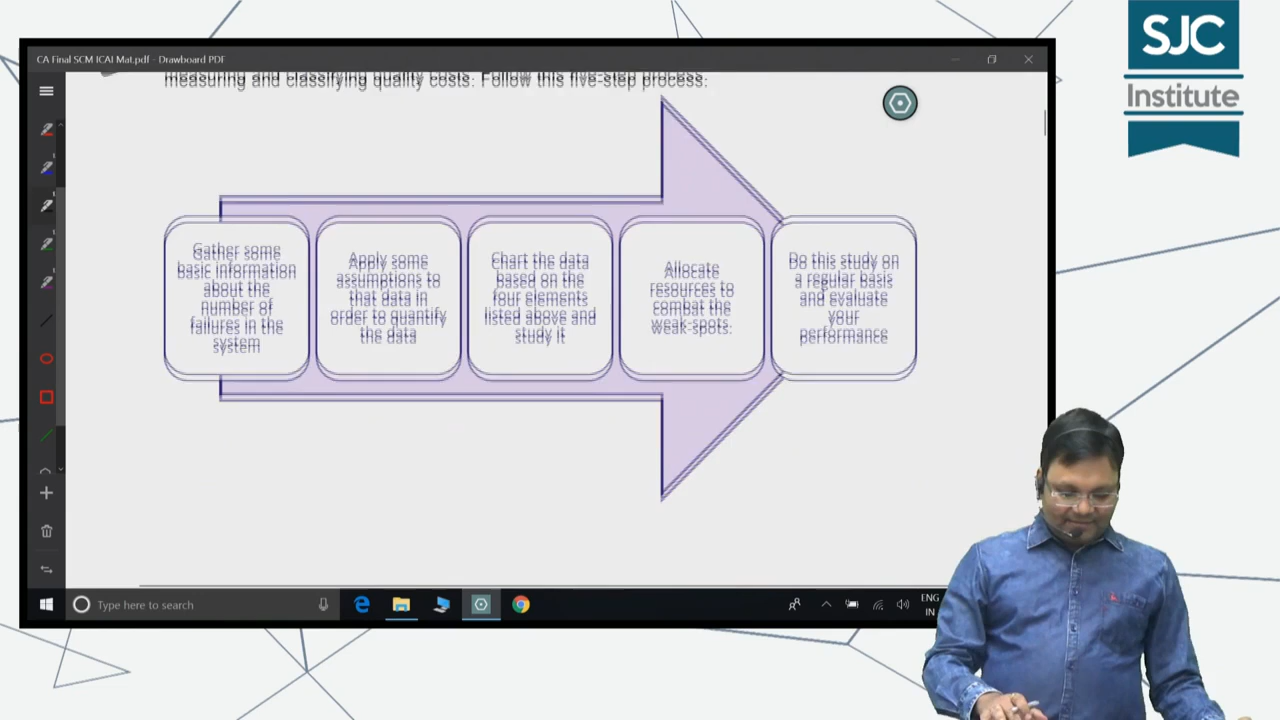 SJC
Institute
CA Final SCM ICAI Mat.pdf - Drawboard PDF
measuring and classifying quality costs. Follow this five-step process:
Gather some
basic information
about the
number of
failures in the
system
Apply some
assumptions to
that data in
order to quantify
the data
Chart the data
based on the
four elements
listed above and
study it
Allocate
resources to
combat the
weak-spots.
Do this study on
a regular basis
and evaluate
your
performance
Type here to search
ENG
IN